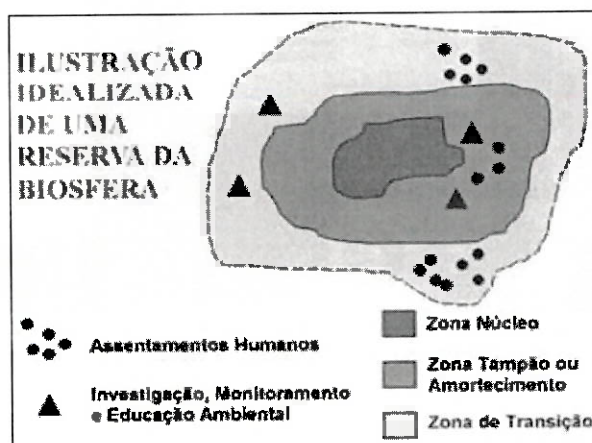 ILUSTRAÇÃO
IDEALIZADA
DE UMA
RESERVA DA
BIOSFERA
Assentamentos Humanos
Investigação, Monitoramento
e Educação Ambiental
Zona Núcleo
Zona Tampão ou
Amortecimento
Zona de Transição